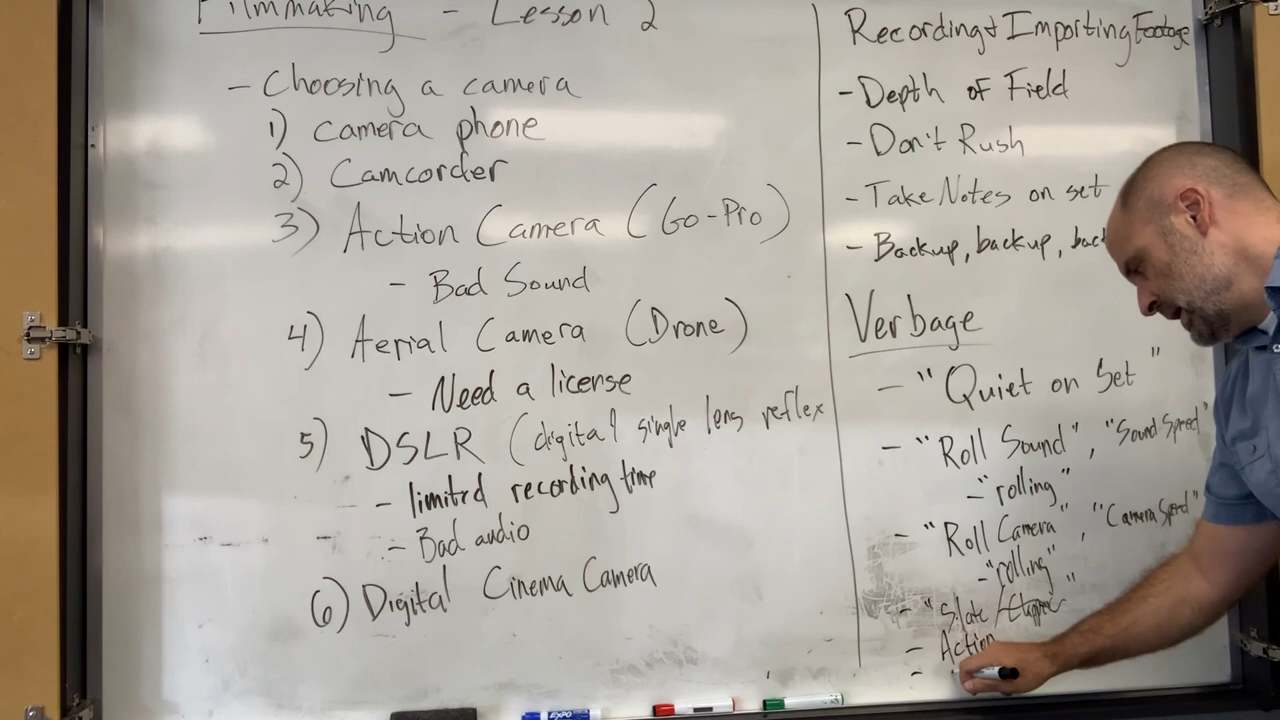 Filmmaking - Lesson 2
- Choosing a camera
1) camera phone
2) Camcorder
3) Action Camera (Go-Pro)
- Bad Sound
4) Aerial Camera (Drone)
- Need a license
5) DSLR (digital single lens reflex
- limited recording time
- Bad audio
6) Digital Cinema Camera
Recording & Importing Footage
- Depth of Field
- Don't Rush
- Take Notes on set
- Backup, backup, back
Verbage
- "Quiet on Set"
- "Roll Sound", "Sound Speed"
- "rolling"
- "Roll Camera", "Camera Speed"
- "rolling"
- "Slate / Clapper"
- Action
-
EXPO